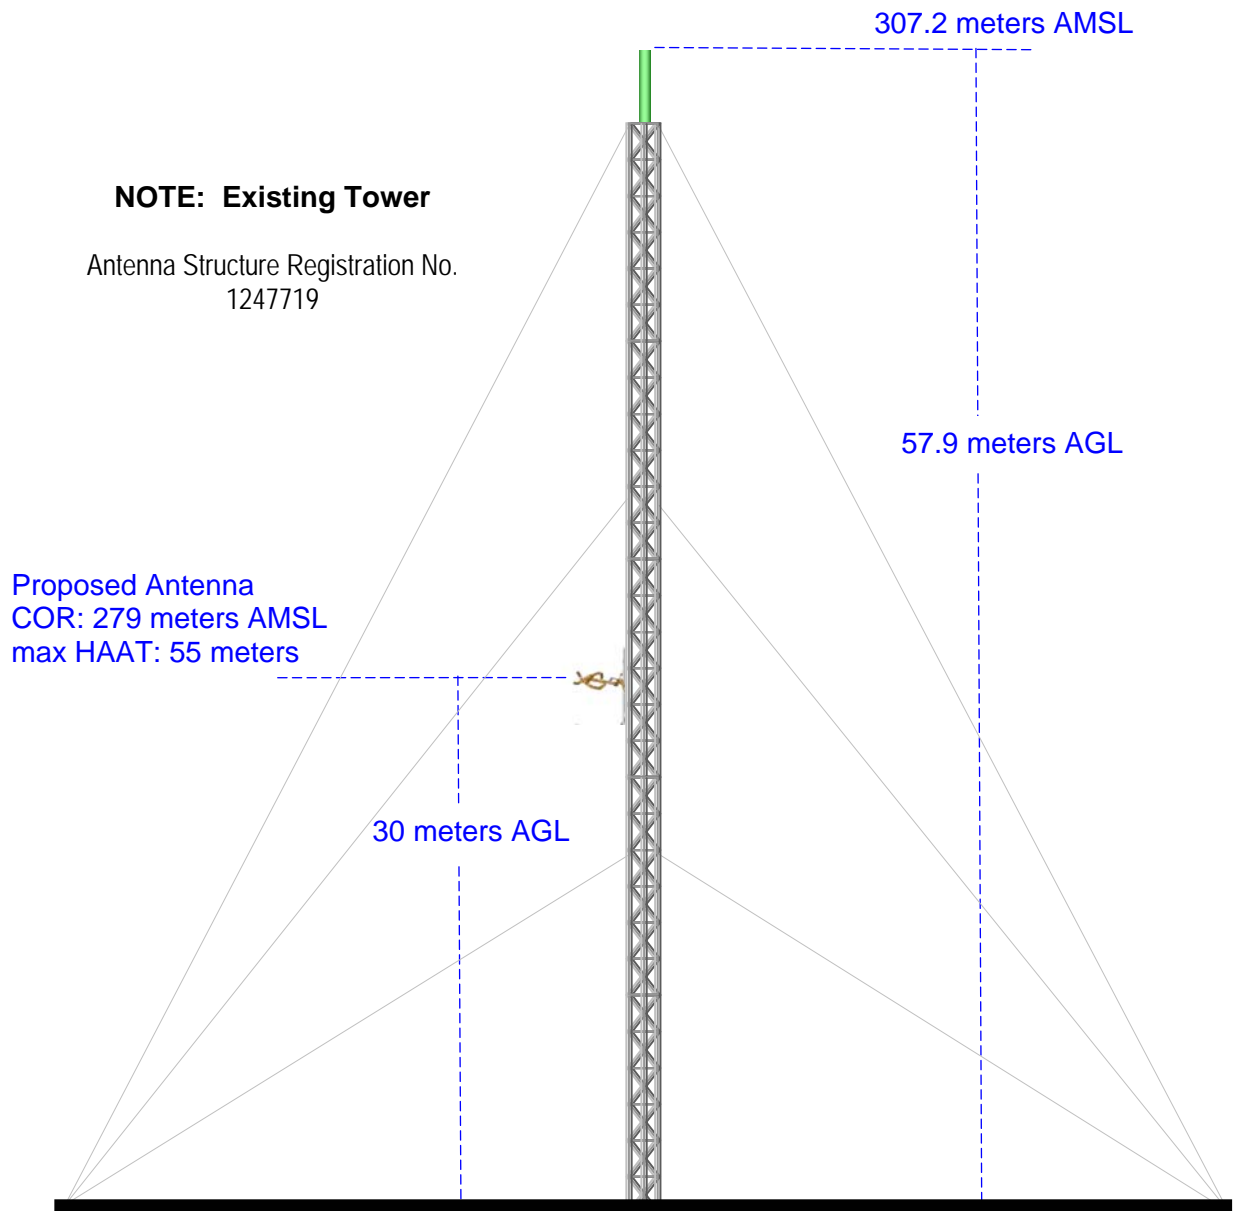 307.2 meters AMSL
NOTE: Existing Tower
Antenna Structure Registration No.
1247719
57.9 meters AGL
Proposed Antenna
COR: 279 meters AMSL
max HAAT: 55 meters
30 meters AGL